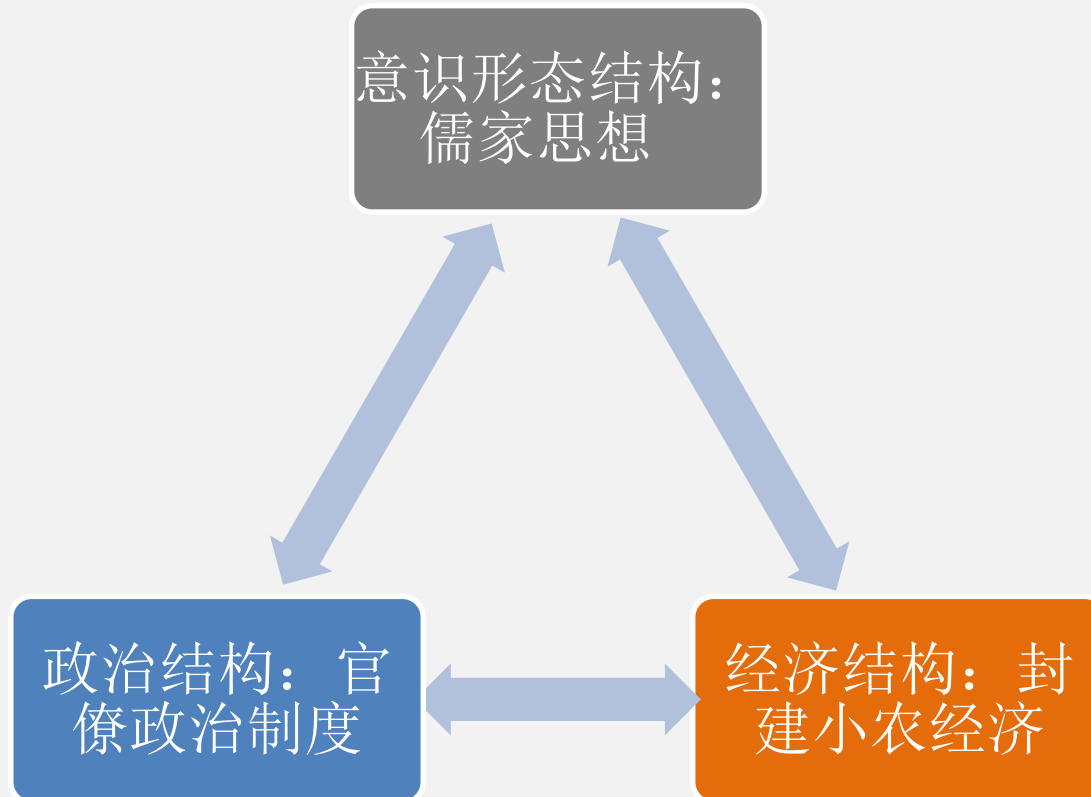 意识形态结构：
儒家思想
政治结构：官
僚政治制度
经济结构：封
建小农经济